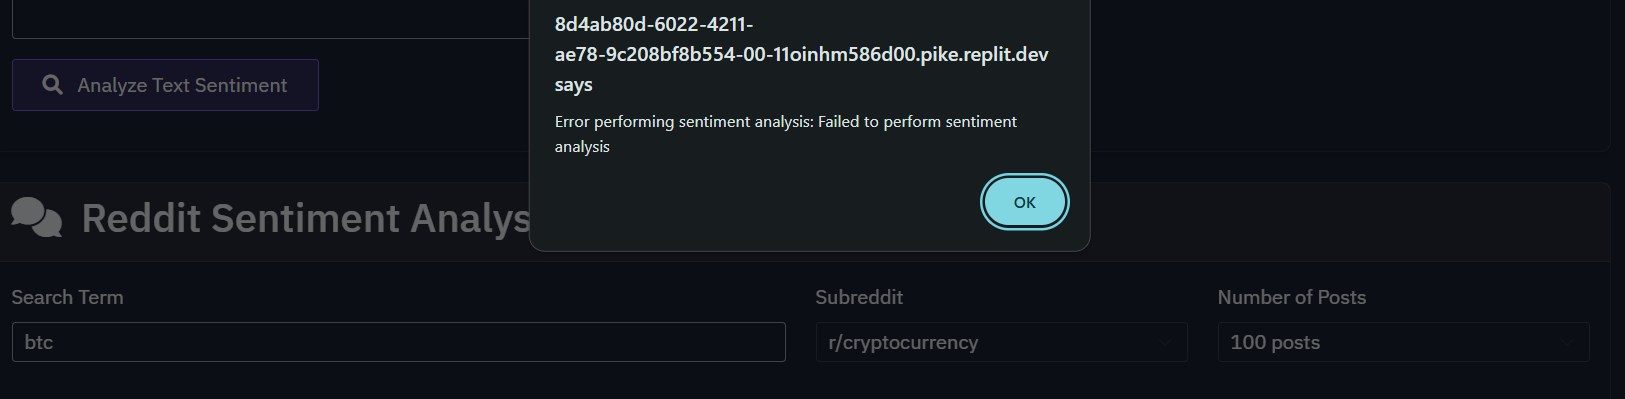 8d4ab80d-6022-4211-
ae78-9c208bf8b554-00-11oinhm586d00.pike.replit.dev
says
Error performing sentiment analysis: Failed to perform sentiment
analysis
OK
Analyze Text Sentiment
Reddit Sentiment Analys
Search Term
Subreddit
Number of Posts
btc
r/cryptocurrency
100 posts